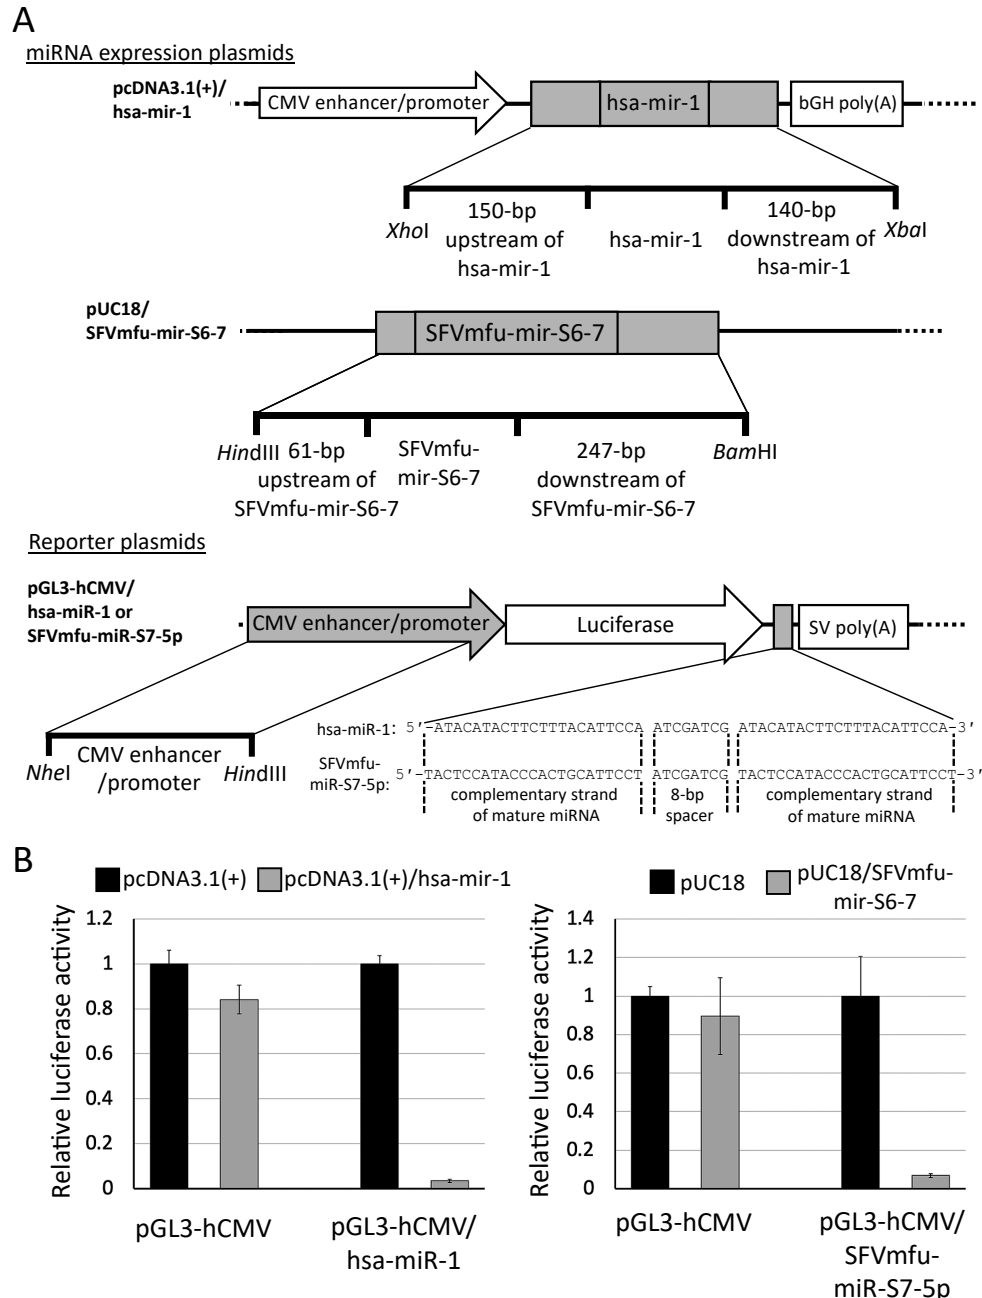 A
miRNA expression plasmids
pcDNA3.1(+)/
hsa-mir-1
CMV enhancer/promoter
hsa-mir-1
bGH poly(A)
XhoI
150-bp
upstream of
hsa-mir-1
hsa-mir-1
140-bp
downstream of
hsa-mir-1
XbaI
pUC18/
SFVmfu-mir-S6-7
SFVmfu-mir-S6-7
HindIII
61-bp
upstream of
SFVmfu-mir-S6-7
SFVmfu-
mir-S6-7
247-bp
downstream of
SFVmfu-mir-S6-7
BamHI
Reporter plasmids
pGL3-hCMV/
hsa-miR-1 or
SFVmfu-miR-S7-5p
CMV enhancer/promoter
Luciferase
SV poly(A)
NheI
CMV enhancer
/promoter
HindIII
hsa-miR-1: 5′-ATACATACTTCTTTACATTCCA ATCGATCG ATACATACTTCTTTACATTCCA-3′
SFVmfu-
miR-S7-5p: 5′-TACTCCATACCCACTGCATTCCT ATCGATCG TACTCCATACCCACTGCATTCCT-3′
complementary strand
of mature miRNA
8-bp
spacer
complementary strand
of mature miRNA
B
pcDNA3.1(+)
pcDNA3.1(+)/hsa-mir-1
Relative luciferase activity
1.2
1
0.8
0.6
0.4
0.2
0
pGL3-hCMV
pGL3-hCMV/
hsa-miR-1
pUC18
pUC18/SFVmfu-
mir-S6-7
Relative luciferase activity
1.4
1.2
1
0.8
0.6
0.4
0.2
0
pGL3-hCMV
pGL3-hCMV/
SFVmfu-
miR-S7-5p